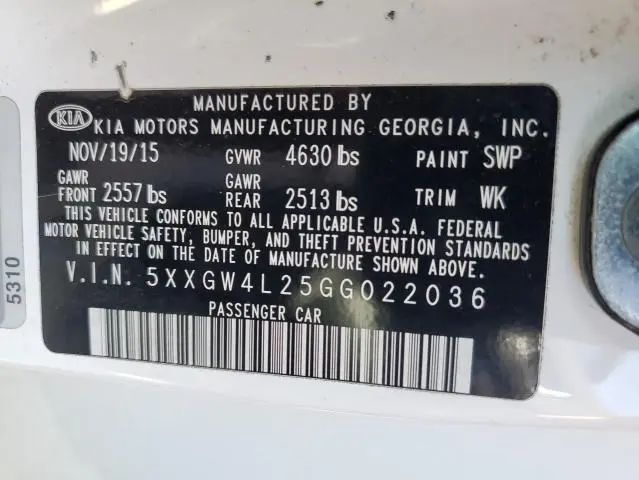 KIA
MANUFACTURED BY
KIA MOTORS MANUFACTURING GEORGIA, INC.
NOV/19/15 GVWR 4630 lbs PAINT SWP
GAWR FRONT 2557 lbs GAWR REAR 2513 lbs TRIM WK
THIS VEHICLE CONFORMS TO ALL APPLICABLE U.S.A. FEDERAL
MOTOR VEHICLE SAFETY, BUMPER, AND THEFT PREVENTION STANDARDS
IN EFFECT ON THE DATE OF MANUFACTURE SHOWN ABOVE.
V.I.N. 5XXGW4L25GG022036
PASSENGER CAR
5310